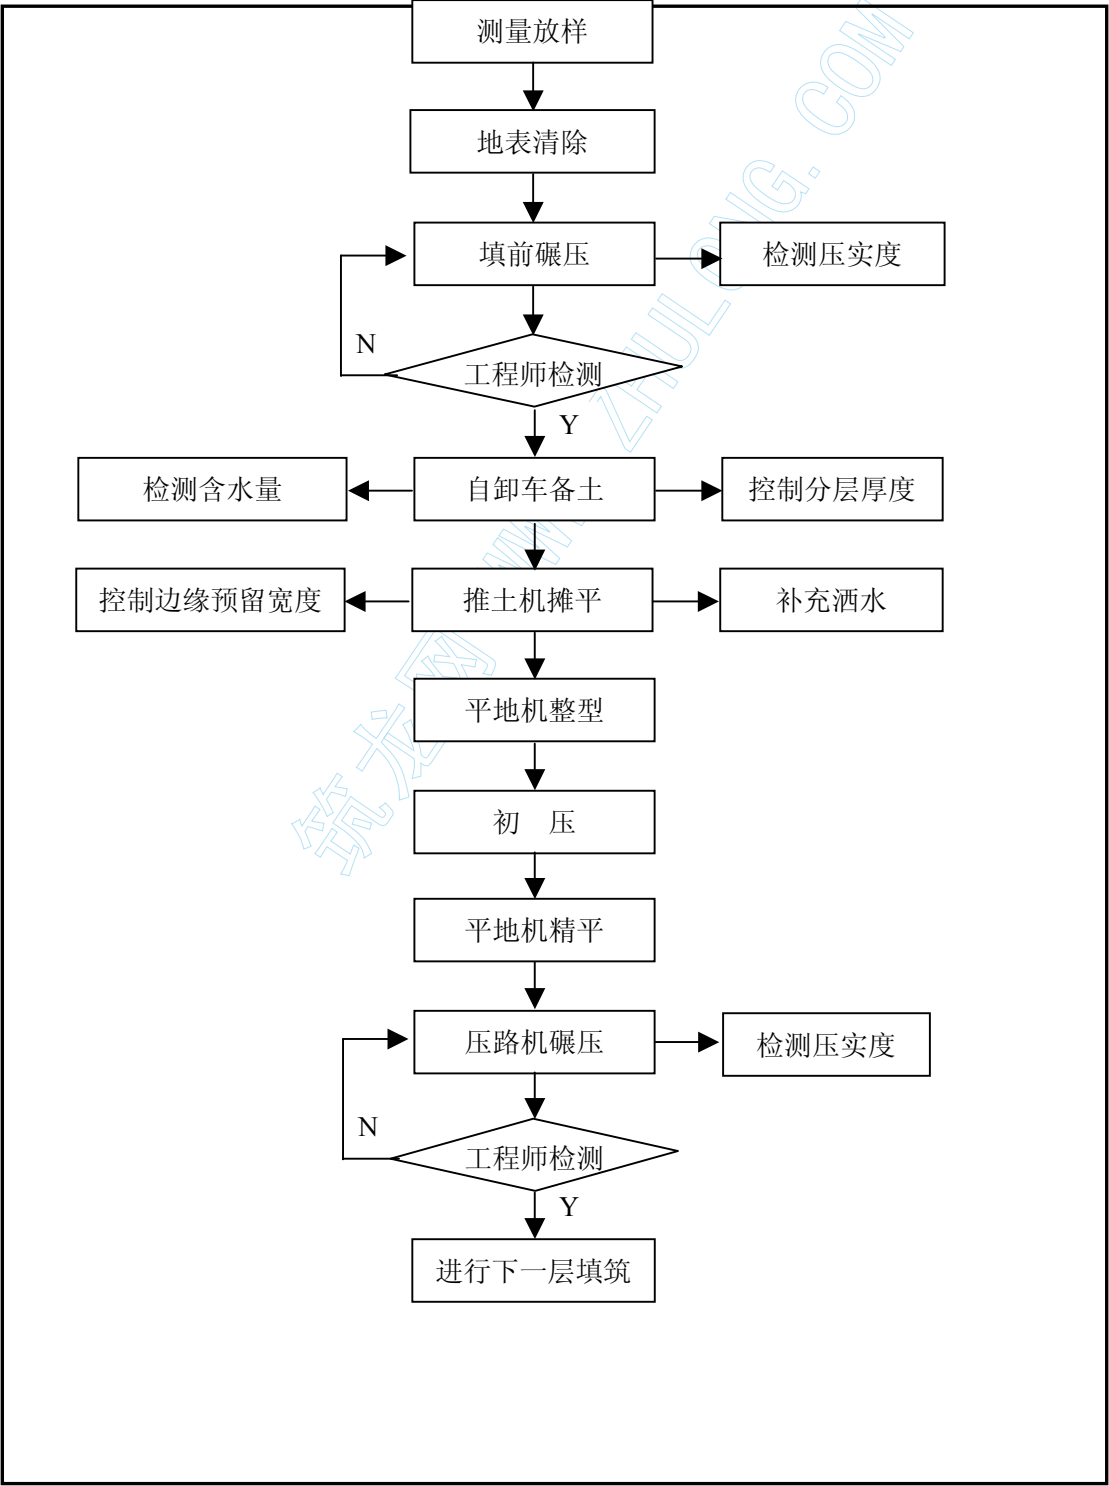 测量放样
地表清除
填前碾压
检测压实度
N
工程师检测
Y
检测含水量
自卸车备土
控制分层厚度
控制边缘预留宽度
推土机摊平
补充洒水
平地机整型
初 压
平地机精平
压路机碾压
检测压实度
N
工程师检测
Y
进行下一层填筑
筑龙网 WWW.ZHULONG.COM